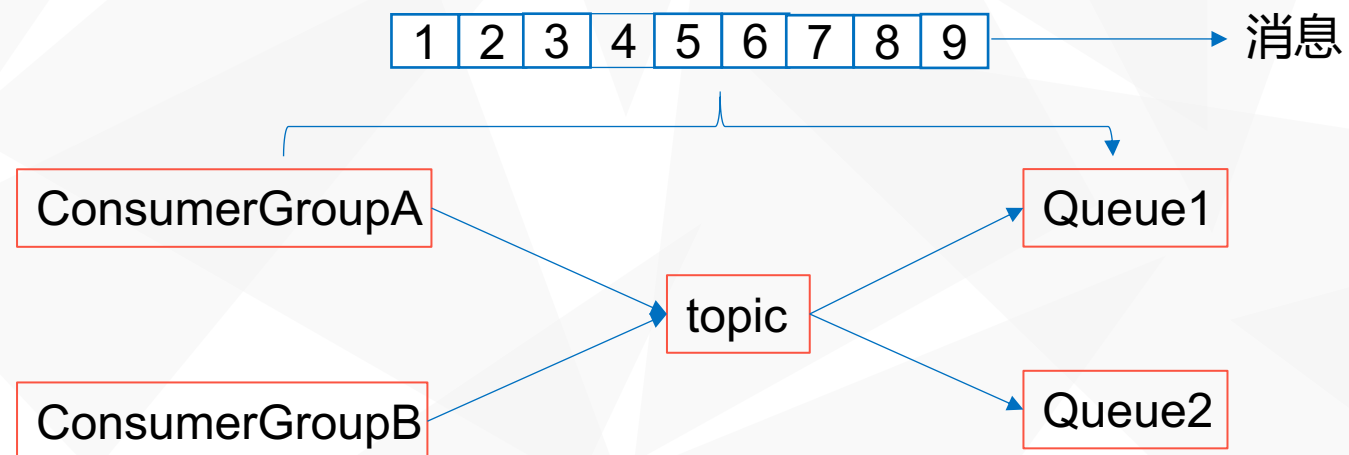 1 2 3 4 5 6 7 8 9 消息
ConsumerGroupA
Queue1
topic
ConsumerGroupB
Queue2